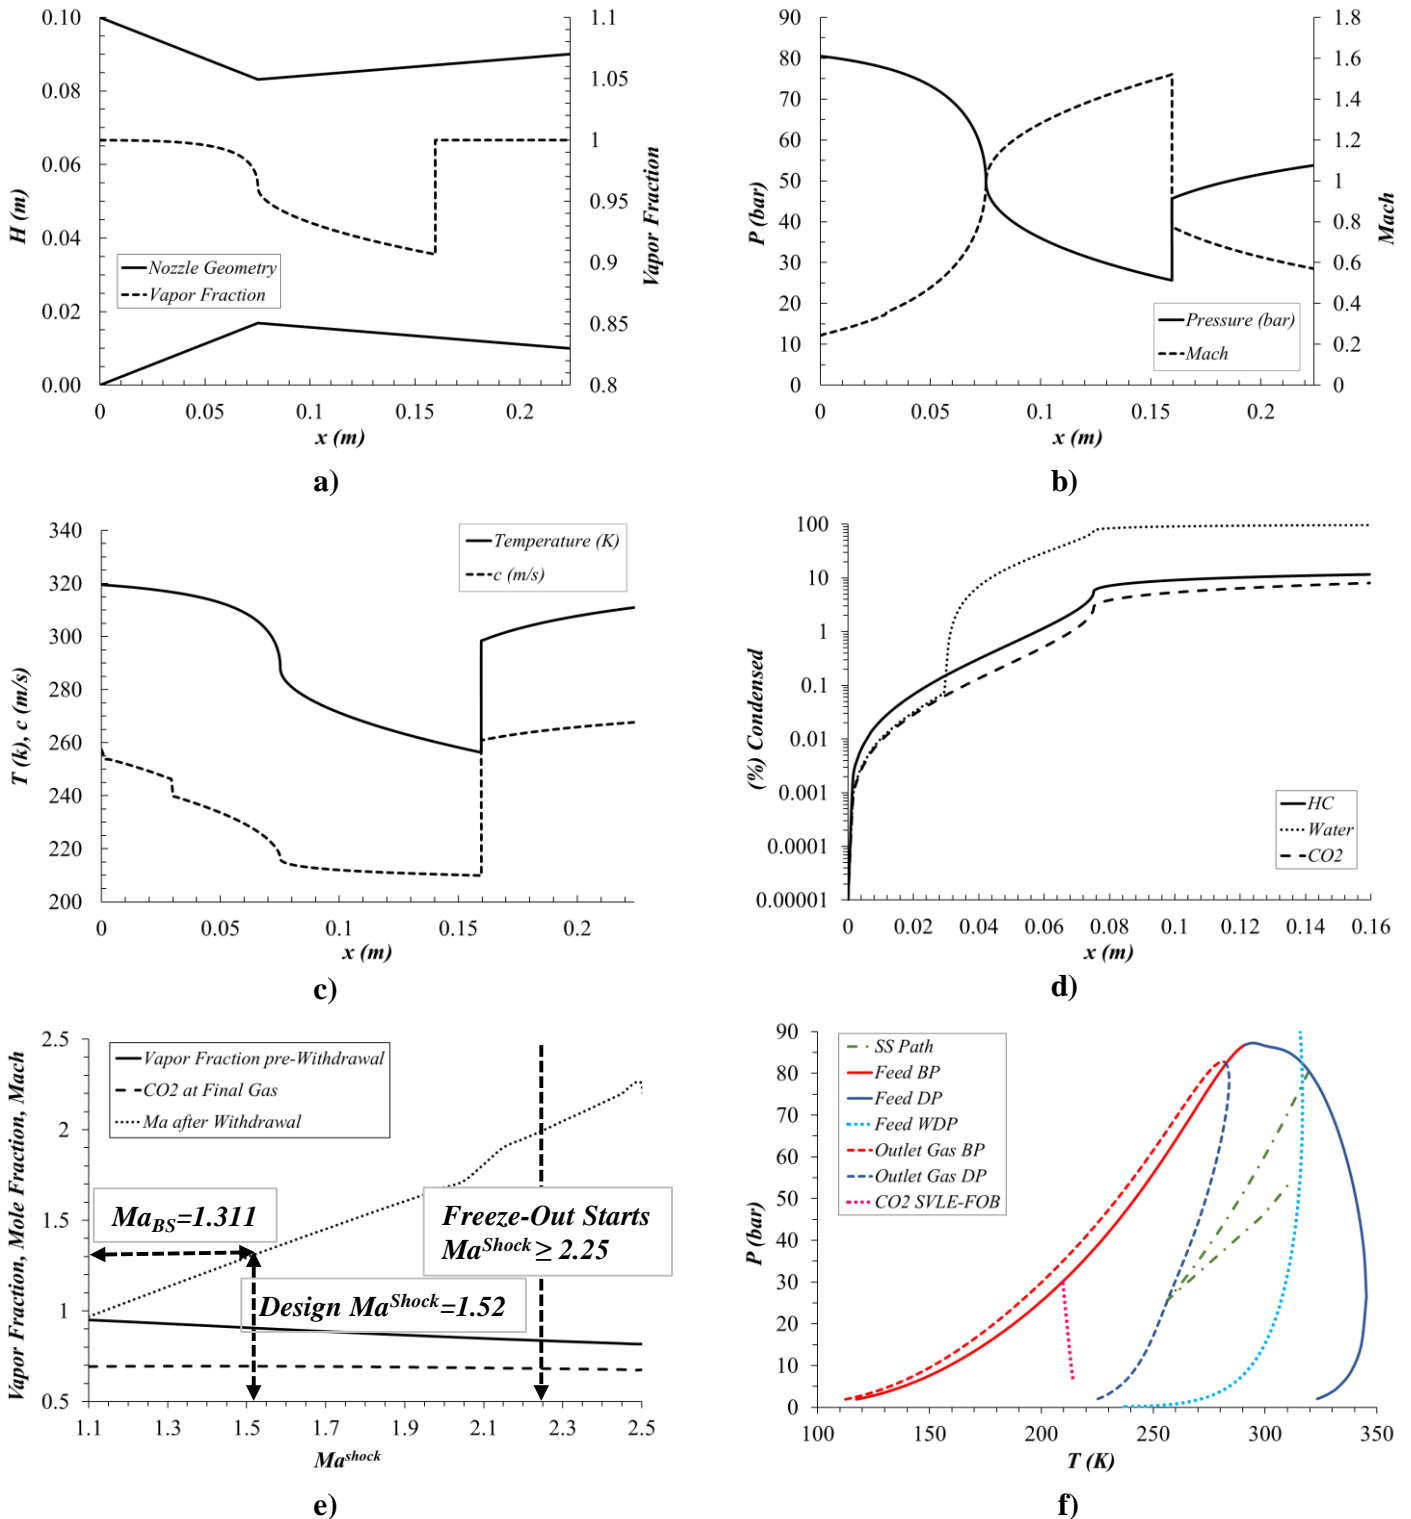 0.10
0.08
0.06
0.04
0.02
0.00
H (m)
1.1
1.05
1
0.95
0.9
0.85
0.8
Vapor Fraction
Nozzle Geometry
Vapor Fraction
0
0.05
0.1
0.15
0.2
x (m)
a)
90
80
70
60
50
40
30
20
10
0
P (bar)
1.8
1.6
1.4
1.2
1
0.8
0.6
0.4
0.2
0
Mach
Pressure (bar)
Mach
0
0.05
0.1
0.15
0.2
x (m)
b)
340
320
300
280
260
240
220
200
T (k), c (m/s)
Temperature (K)
c (m/s)
0
0.05
0.1
0.15
0.2
x (m)
c)
100
10
1
0.1
0.01
0.001
0.0001
0.00001
(%) Condensed
HC
Water
CO2
0
0.02
0.04
0.06
0.08
0.1
0.12
0.14
0.16
x (m)
d)
2.5
2
1.5
1
0.5
Vapor Fraction, Mole Fraction, Mach
Vapor Fraction pre-Withdrawal
CO2 at Final Gas
Ma after Withdrawal
Ma_BS=1.311
Freeze-Out Starts
Ma^Shock ≥ 2.25
Design Ma^Shock=1.52
1.1
1.3
1.5
1.7
1.9
2.1
2.3
2.5
Ma^shock
e)
90
80
70
60
50
40
30
20
10
0
P (bar)
SS Path
Feed BP
Feed DP
Feed WDP
Outlet Gas BP
Outlet Gas DP
CO2 SVLE-FOB
100
150
200
250
300
350
T (K)
f)